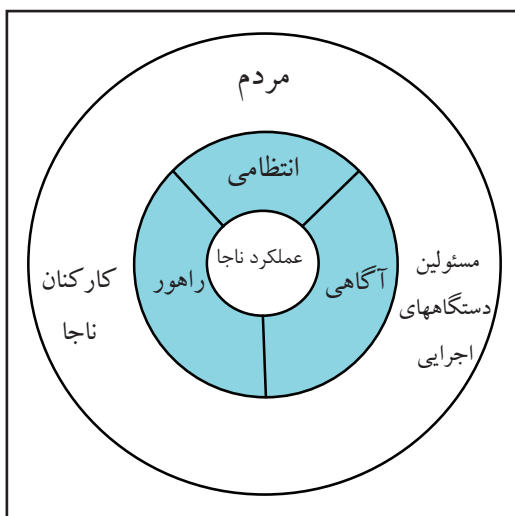 مردم
انتظامی
عملکرد ناجا
آگاهی
راهور
مسئولین
دستگاههای
اجرایی
کارکنان
ناجا